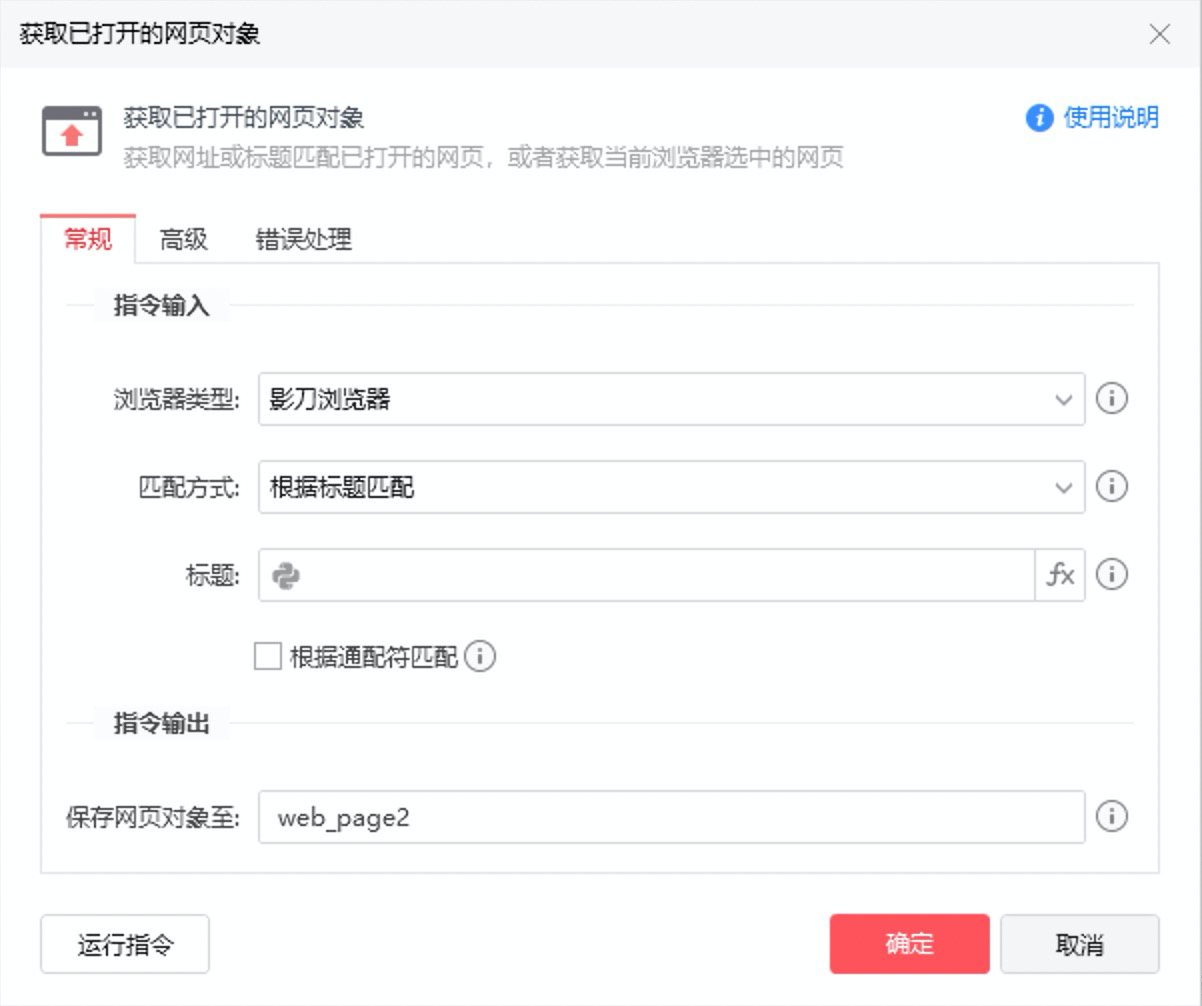 获取已打开的网页对象
获取已打开的网页对象
使用说明
获取网址或标题匹配已打开的网页，或者获取当前浏览器选中的网页
常规 高级 错误处理
指令输入
浏览器类型: 影刀浏览器
匹配方式: 根据标题匹配
标题: fx
根据通配符匹配
指令输出
保存网页对象至: web_page2
运行指令 确定 取消